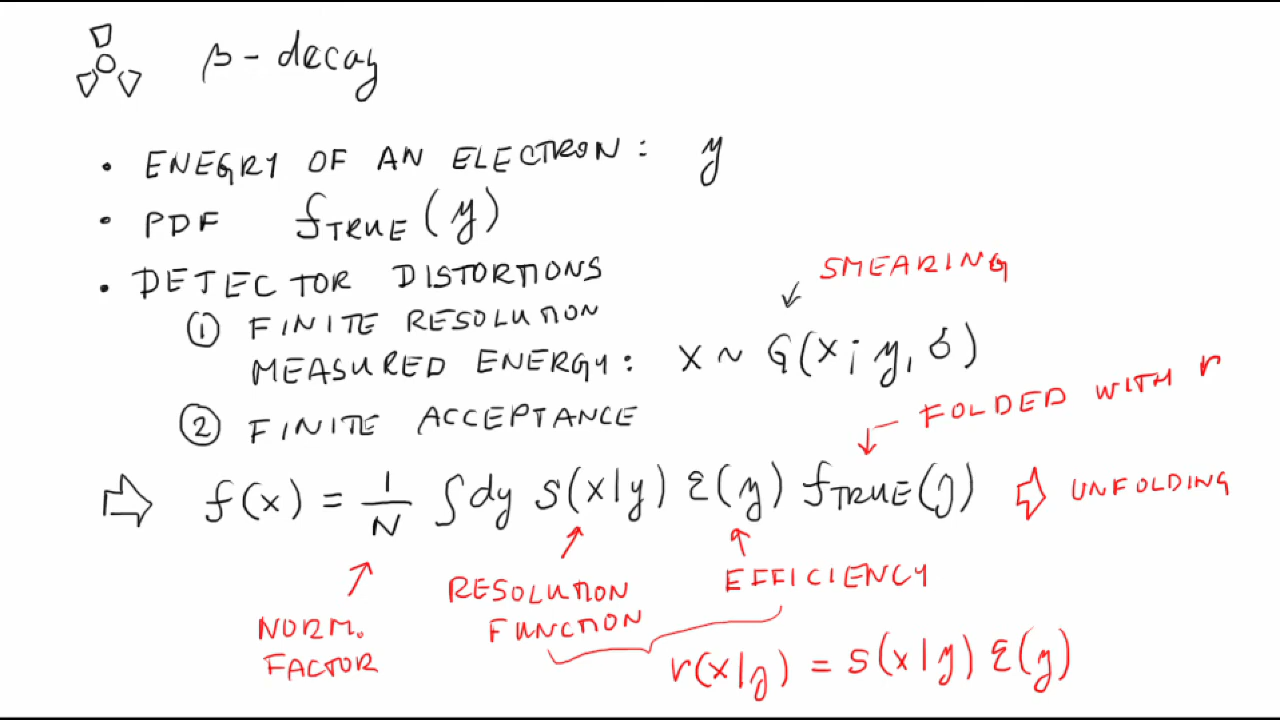 β - decay
• ENEGRY OF AN ELECTRON : y
• PDF f_TRUE(y)
• DETECTOR DISTORTIONS
SMEARING
① FINITE RESOLUTION
MEASURED ENERGY : X ~ G(X; y, σ)
② FINITE ACCEPTANCE
FOLDED WITH r
⇒ f(x) = 1/N ∫dy s(x|y) ε(y) f_TRUE(y) ⇒ UNFOLDING
NORM. FACTOR
RESOLUTION FUNCTION
EFFICIENCY
r(x|y) = s(x|y) ε(y)